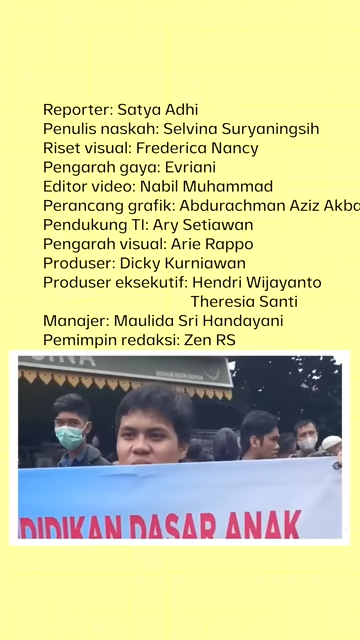 Reporter: Satya Adhi
Penulis naskah: Selvina Suryaningsih
Riset visual: Frederica Nancy
Pengarah gaya: Evriani
Editor video: Nabil Muhammad
Perancang grafik: Abdurachman Aziz Akba
Pendukung TI: Ary Setiawan
Pengarah visual: Arie Rappo
Produser: Dicky Kurniawan
Produser eksekutif: Hendri Wijayanto
Theresia Santi
Manajer: Maulida Sri Handayani
Pemimpin redaksi: Zen RS
DIDIKAN DASAR ANAK